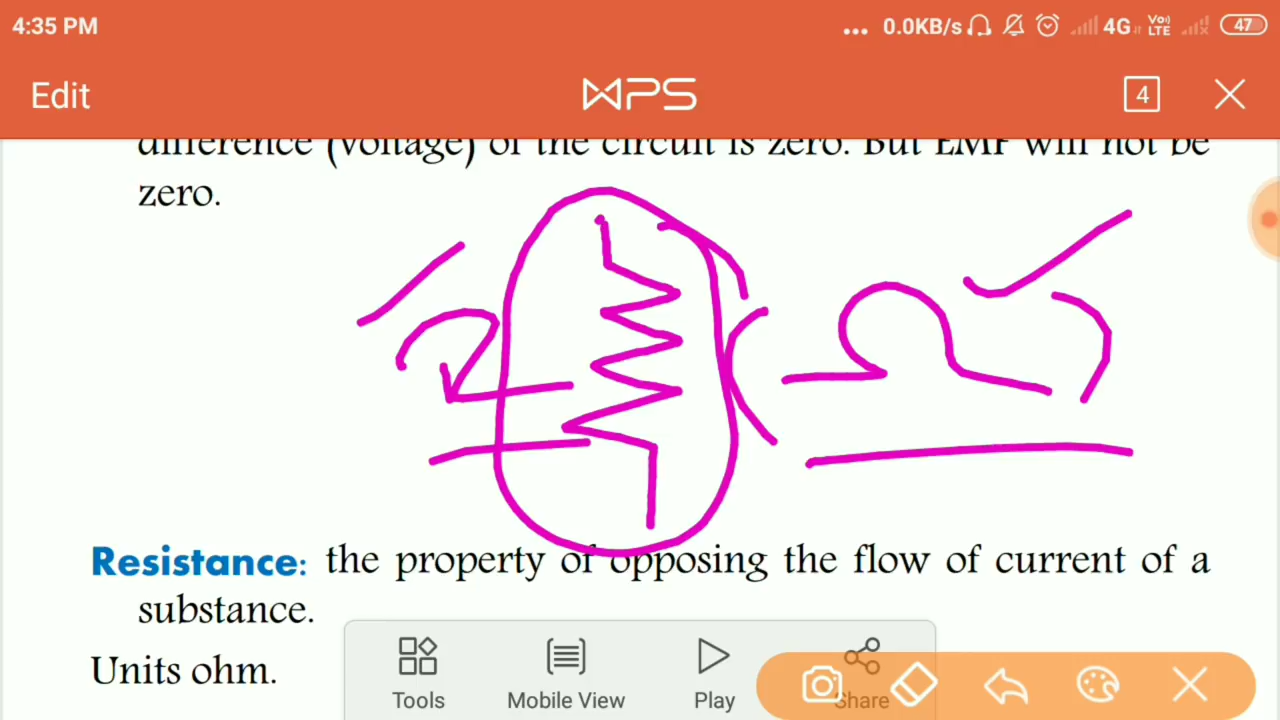 4:35 PM ... 0.0KB/s 4G Vo) LTE 47
Edit WPS 4
difference (voltage) of the circuit is zero. But EMF will not be
zero.
R ( Ω )
Resistance: the property of opposing the flow of current of a
substance.
Units ohm.
Tools Mobile View Play Share